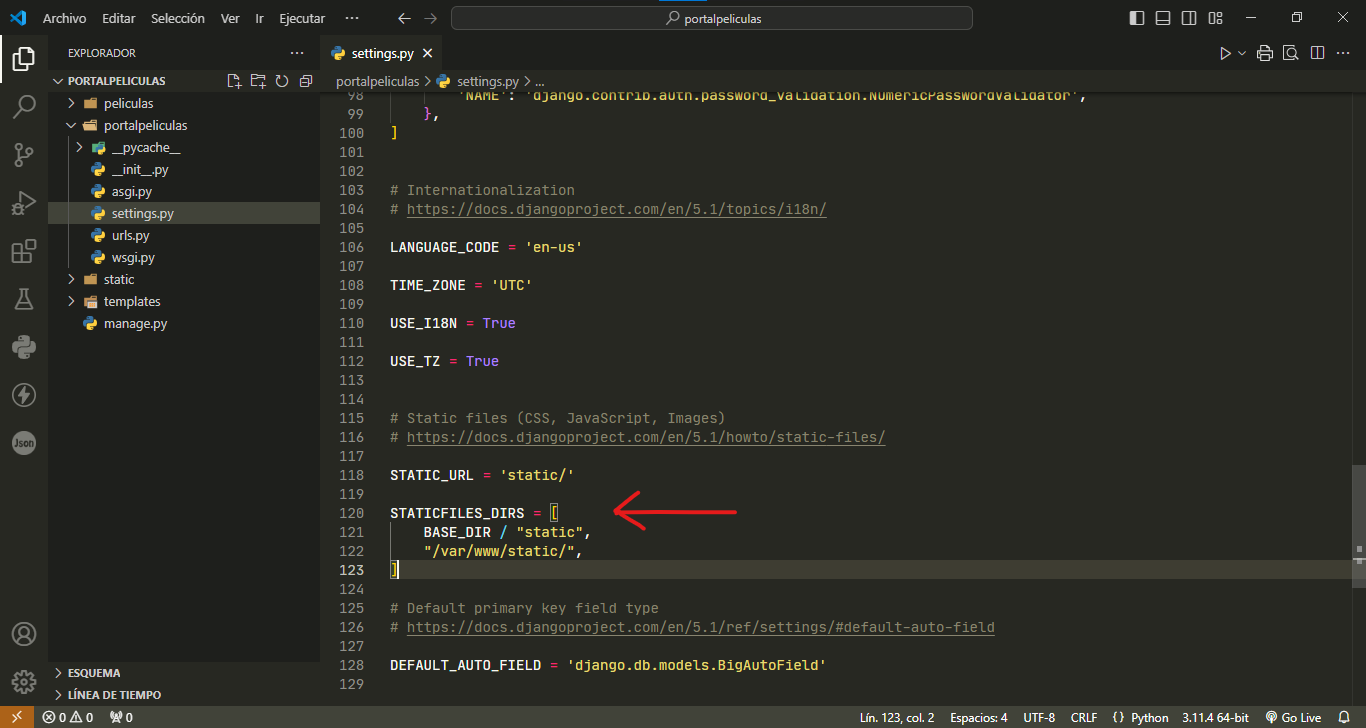 Archivo Editar Selección Ver Ir Ejecutar ···
portalpeliculas
EXPLORADOR ···
PORTALPELICULAS
peliculas
portalpeliculas
__pycache__
__init__.py
asgi.py
settings.py
urls.py
wsgi.py
static
templates
manage.py
ESQUEMA
LÍNEA DE TIEMPO
settings.py
portalpeliculas > settings.py > ...
98 'NAME': 'django.contrib.auth.password_validation.NumericPasswordValidator',
99 },
100 ]
101
102
103 # Internationalization
104 # https://docs.djangoproject.com/en/5.1/topics/i18n/
105
106 LANGUAGE_CODE = 'en-us'
107
108 TIME_ZONE = 'UTC'
109
110 USE_I18N = True
111
112 USE_TZ = True
113
114
115 # Static files (CSS, JavaScript, Images)
116 # https://docs.djangoproject.com/en/5.1/howto/static-files/
117
118 STATIC_URL = 'static/'
119
120 STATICFILES_DIRS = [
121 BASE_DIR / "static",
122 "/var/www/static/",
123 ]
124
125 # Default primary key field type
126 # https://docs.djangoproject.com/en/5.1/ref/settings/#default-auto-field
127
128 DEFAULT_AUTO_FIELD = 'django.db.models.BigAutoField'
129
Json
0 0 0 Lín. 123, col. 2 Espacios: 4 UTF-8 CRLF {} Python 3.11.4 64-bit Go Live